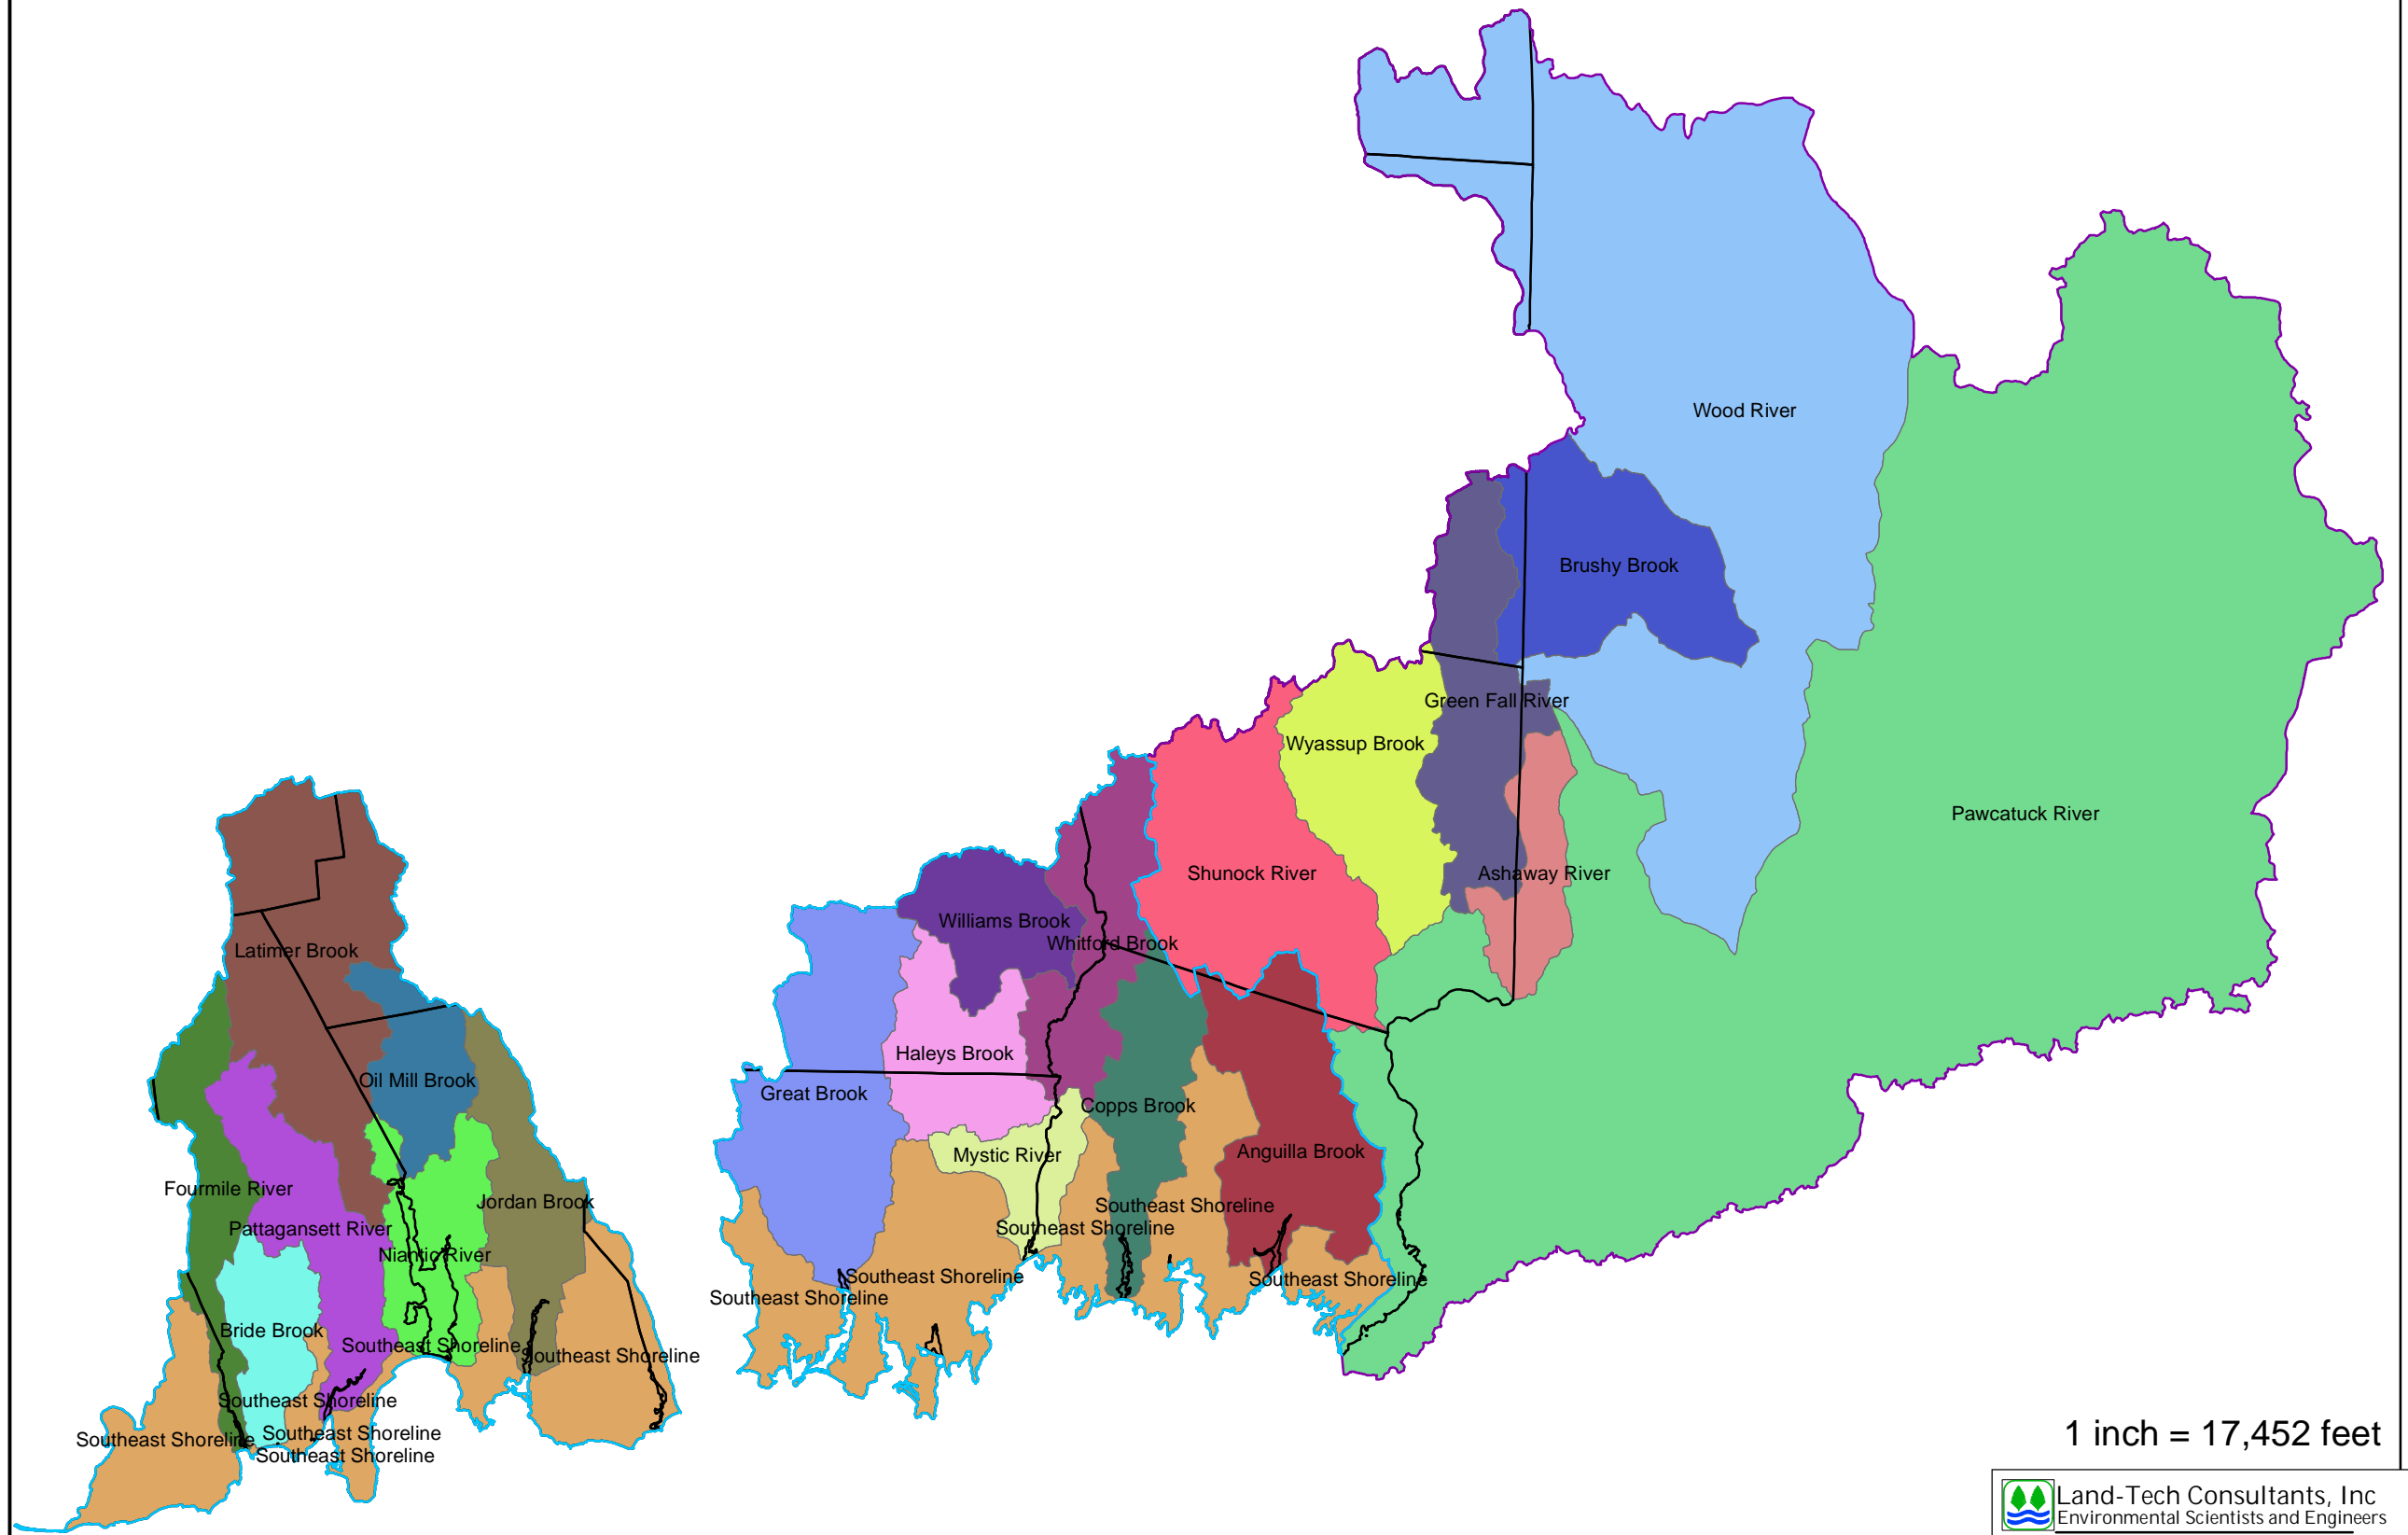 Wood River
Brushy Brook
Green Fall River
Wyassup Brook
Pawcatuck River
Shunock River
Ashaway River
Williams Brook
Whitford Brook
Latimer Brook
Haleys Brook
Oil Mill Brook
Great Brook
Copps Brook
Anguilla Brook
Mystic River
Fourmile River
Jordan Brook
Southeast Shoreline
Pattagansett River
Southeast Shoreline
Niantic River
Southeast Shoreline
Southeast Shoreline
Southeast Shoreline
Bride Brook
Southeast Shoreline
Southeast Shoreline
Southeast Shoreline
Southeast Shoreline
Southeast Shoreline
Southeast Shoreline
1 inch = 17,452 feet
Land-Tech Consultants, Inc
Environmental Scientists and Engineers